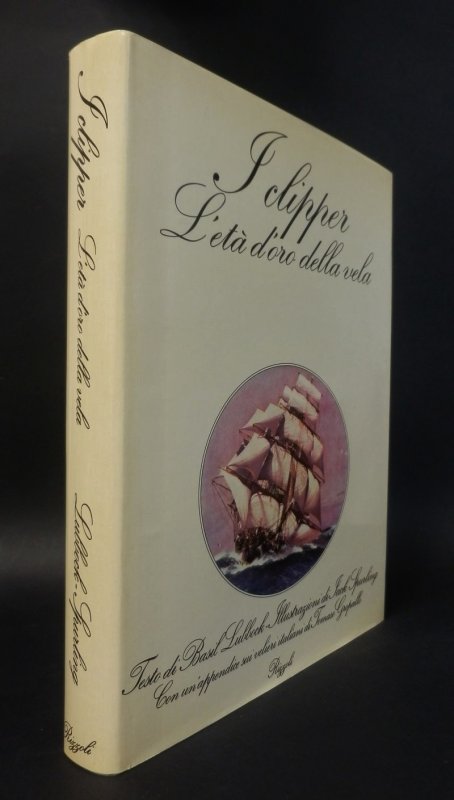 I clipper
L'età d'oro della vela
Testo di Basil Lubbock - Illustrazioni di Jack Spurling
Con un'appendice sui velieri italiani di Tomaso Gropallo
Rizzoli
I clipper L'età d'oro della vela Lubbock - Spurling
Rizzoli